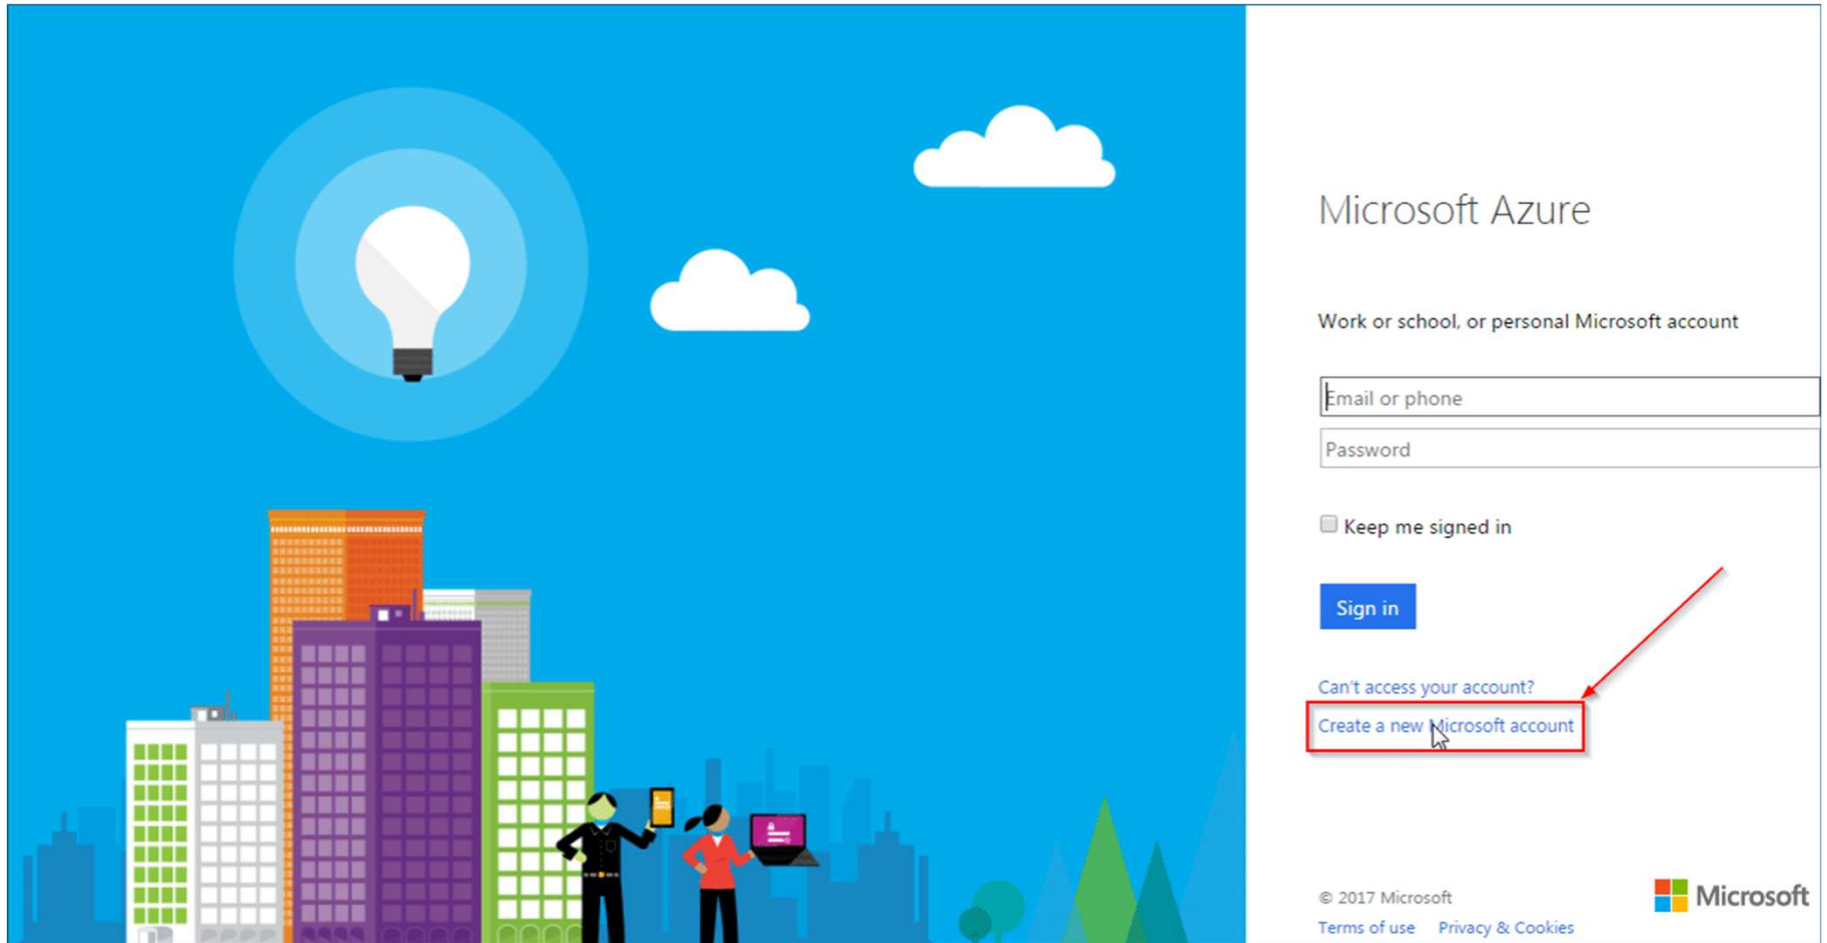 Microsoft Azure
Work or school, or personal Microsoft account
Email or phone
Password
Keep me signed in
Sign in
Can't access your account?
Create a new Microsoft account
© 2017 Microsoft
Microsoft
Terms of use Privacy & Cookies